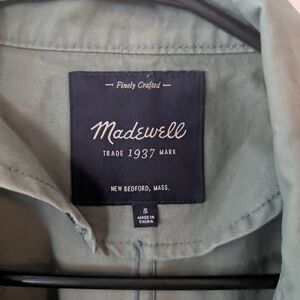 Finely Crafted
Madewell
TRADE 1937 MARK
NEW BEDFORD, MASS.
S
MADE IN
CHINA